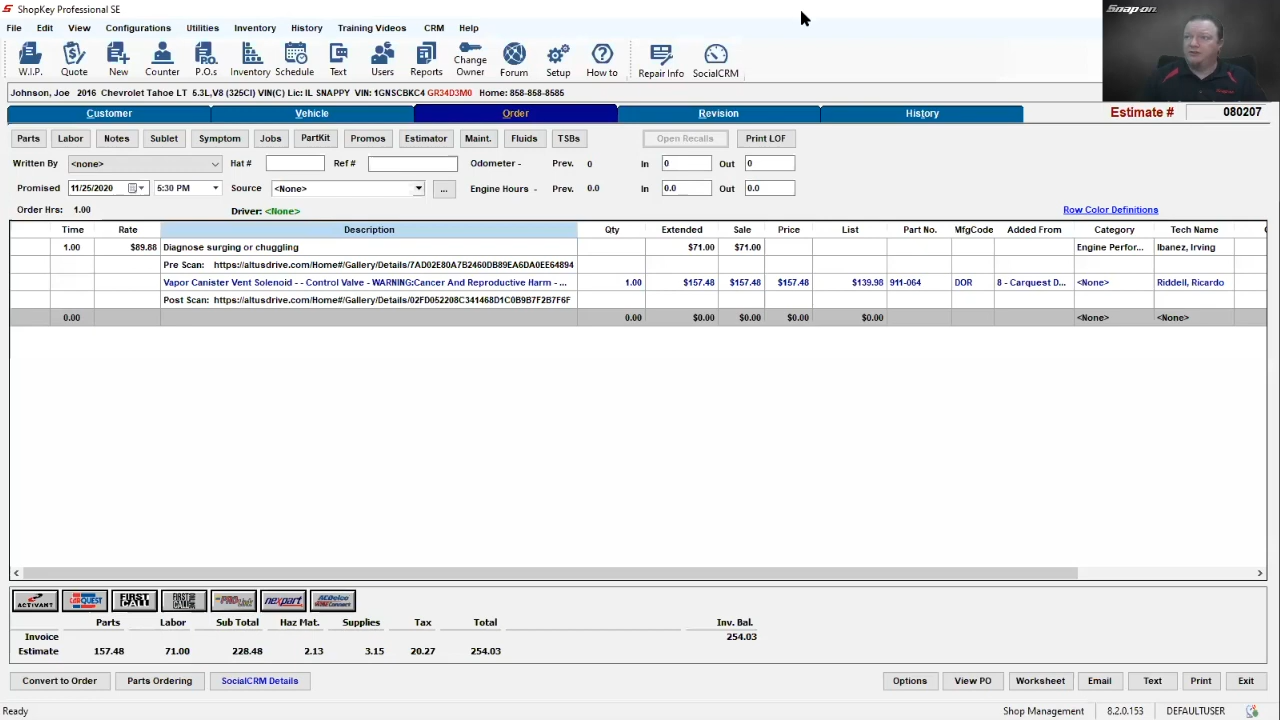 ShopKey Professional SE
Snap-on
File Edit View Configurations Utilities Inventory History Training Videos CRM Help
W.I.P. Quote New Counter P.O.s Inventory Schedule Text Users Reports Change Owner Forum Setup How to Repair Info SocialCRM
Johnson, Joe 2016 Chevrolet Tahoe LT 5.3L,V8 (325CI) VIN(C) Lic: IL SNAPPY VIN: 1GNSCBKC4 GR34D3M0 Home: 858-858-8585
Customer Vehicle Order Revision History Estimate # 080207
Parts Labor Notes Sublet Symptom Jobs PartKit Promos Estimator Maint. Fluids TSBs Open Recalls Print LOF
Written By <none> Hat # Ref # Odometer - Prev. 0 In 0 Out 0
Promised 11/25/2020 5:30 PM Source <None> ... Engine Hours - Prev. 0.0 In 0.0 Out 0.0
Order Hrs: 1.00 Driver: <None> Row Color Definitions
Time Rate Description Qty Extended Sale Price List Part No. MfgCode Added From Category Tech Name
1.00 $89.88 Diagnose surging or chuggling $71.00 $71.00 Engine Perfor... Ibanez, Irving
Pre Scan: https://altusdrive.com/Home#/Gallery/Details/7AD02E80A7B2460DB89EA6DA0EE64894
Vapor Canister Vent Solenoid - - Control Valve - WARNING:Cancer And Reproductive Harm - ... 1.00 $157.48 $157.48 $157.48 $139.98 911-064 DOR 8 - Carquest D... <None> Riddell, Ricardo
Post Scan: https://altusdrive.com/Home#/Gallery/Details/02FD052208C341468D1C0B9B7F2B7F6F
0.00 0.00 $0.00 $0.00 $0.00 $0.00 <None> <None>
ACTIVANT CARQUEST FIRST CALL FIRST CALL nexpart ACDelco
Parts Labor Sub Total Haz Mat. Supplies Tax Total Inv. Bal.
Invoice 254.03
Estimate 157.48 71.00 228.48 2.13 3.15 20.27 254.03
Convert to Order Parts Ordering SocialCRM Details Options View PO Worksheet Email Text Print Exit
Ready Shop Management 8.2.0.153 DEFAULTUSER